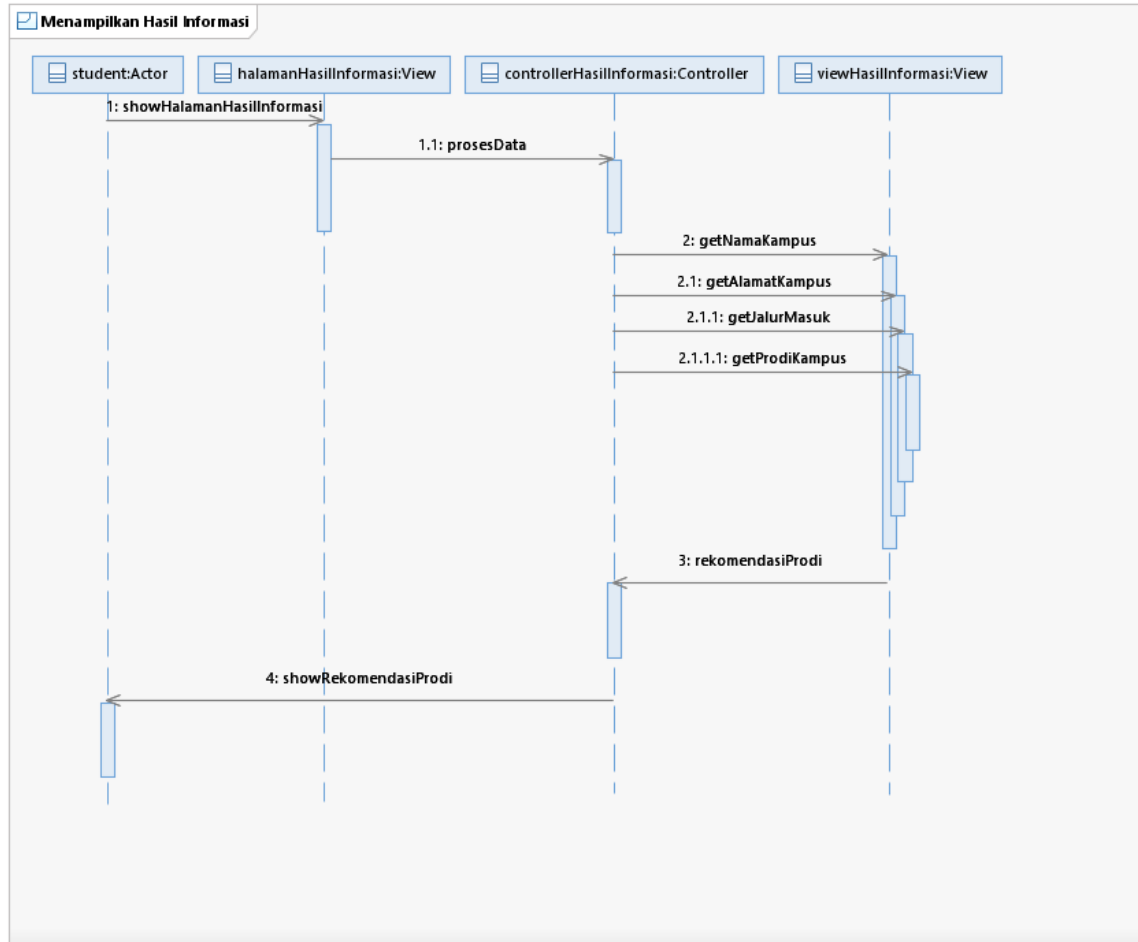 Menampilkan Hasil Informasi
student:Actor
halamanHasilInformasi:View
controllerHasilInformasi:Controller
viewHasilInformasi:View
1: showHalamanHasilInformasi
1.1: prosesData
2: getNamaKampus
2.1: getAlamatKampus
2.1.1: getJalurMasuk
2.1.1.1: getProdiKampus
3: rekomendasiProdi
4: showRekomendasiProdi